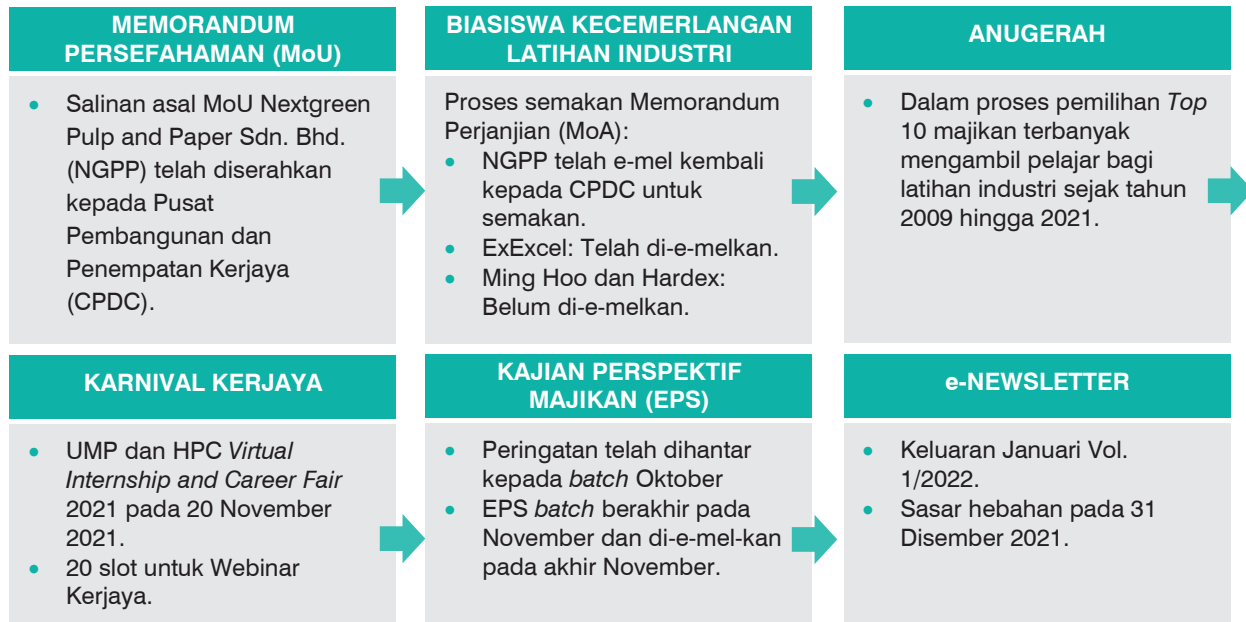 MEMORANDUM
PERSEFAHAMAN (MoU)
Salinan asal MoU Nextgreen
Pulp and Paper Sdn. Bhd.
(NGPP) telah diserahkan
kepada Pusat
Pembangunan dan
Penempatan Kerjaya
(CPDC).
BIASISWA KECEMERLANGAN
LATIHAN INDUSTRI
Proses semakan Memorandum
Perjanjian (MoA):
NGPP telah e-mel kembali
kepada CPDC untuk
semakan.
ExExcel: Telah di-e-melkan.
Ming Hoo dan Hardex:
Belum di-e-melkan.
ANUGERAH
Dalam proses pemilihan Top
10 majikan terbanyak
mengambil pelajar bagi
latihan industri sejak tahun
2009 hingga 2021.
KARNIVAL KERJAYA
UMP dan HPC Virtual
Internship and Career Fair
2021 pada 20 November
2021.
20 slot untuk Webinar
Kerjaya.
KAJIAN PERSPEKTIF
MAJIKAN (EPS)
Peringatan telah dihantar
kepada batch Oktober
EPS batch berakhir pada
November dan di-e-mel-kan
pada akhir November.
e-NEWSLETTER
Keluaran Januari Vol.
1/2022.
Sasar hebahan pada 31
Disember 2021.